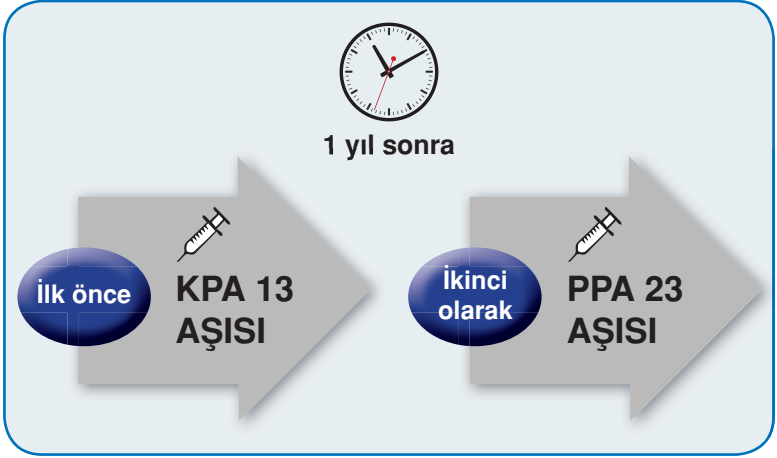 1 yıl sonra
İlk önce
KPA 13
AŞISI
İkinci
olarak
PPA 23
AŞISI